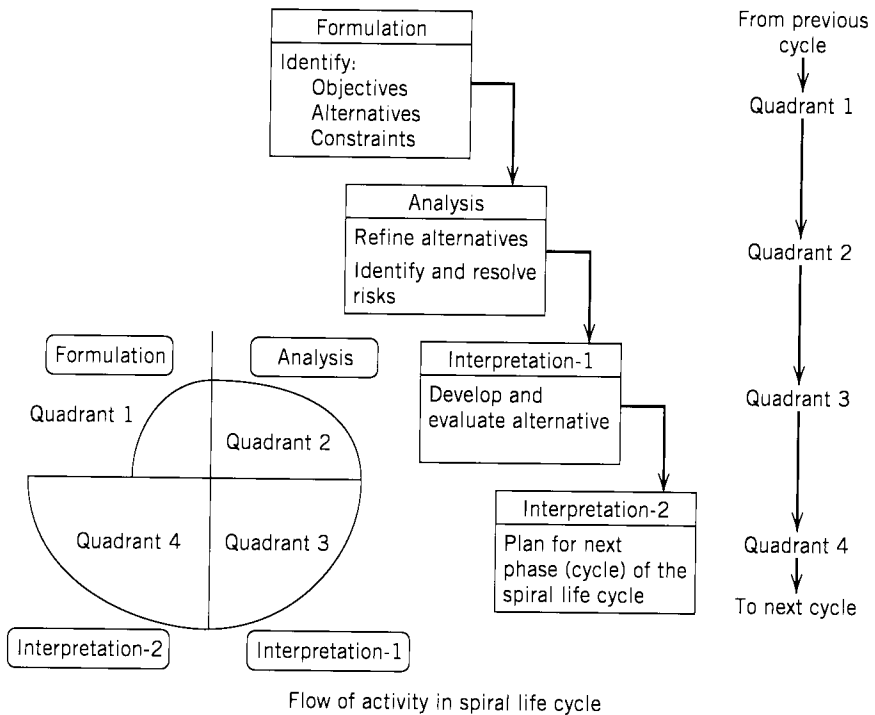 Formulation
Identify:
Objectives
Alternatives
Constraints
Analysis
Refine alternatives
Identify and resolve
risks
Interpretation-1
Develop and
evaluate alternative
Interpretation-2
Plan for next
phase (cycle) of the
spiral life cycle
From previous
cycle
Quadrant 1
Quadrant 2
Quadrant 3
Quadrant 4
To next cycle
Formulation
Analysis
Quadrant 1
Quadrant 2
Quadrant 4
Quadrant 3
Interpretation-2
Interpretation-1
Flow of activity in spiral life cycle